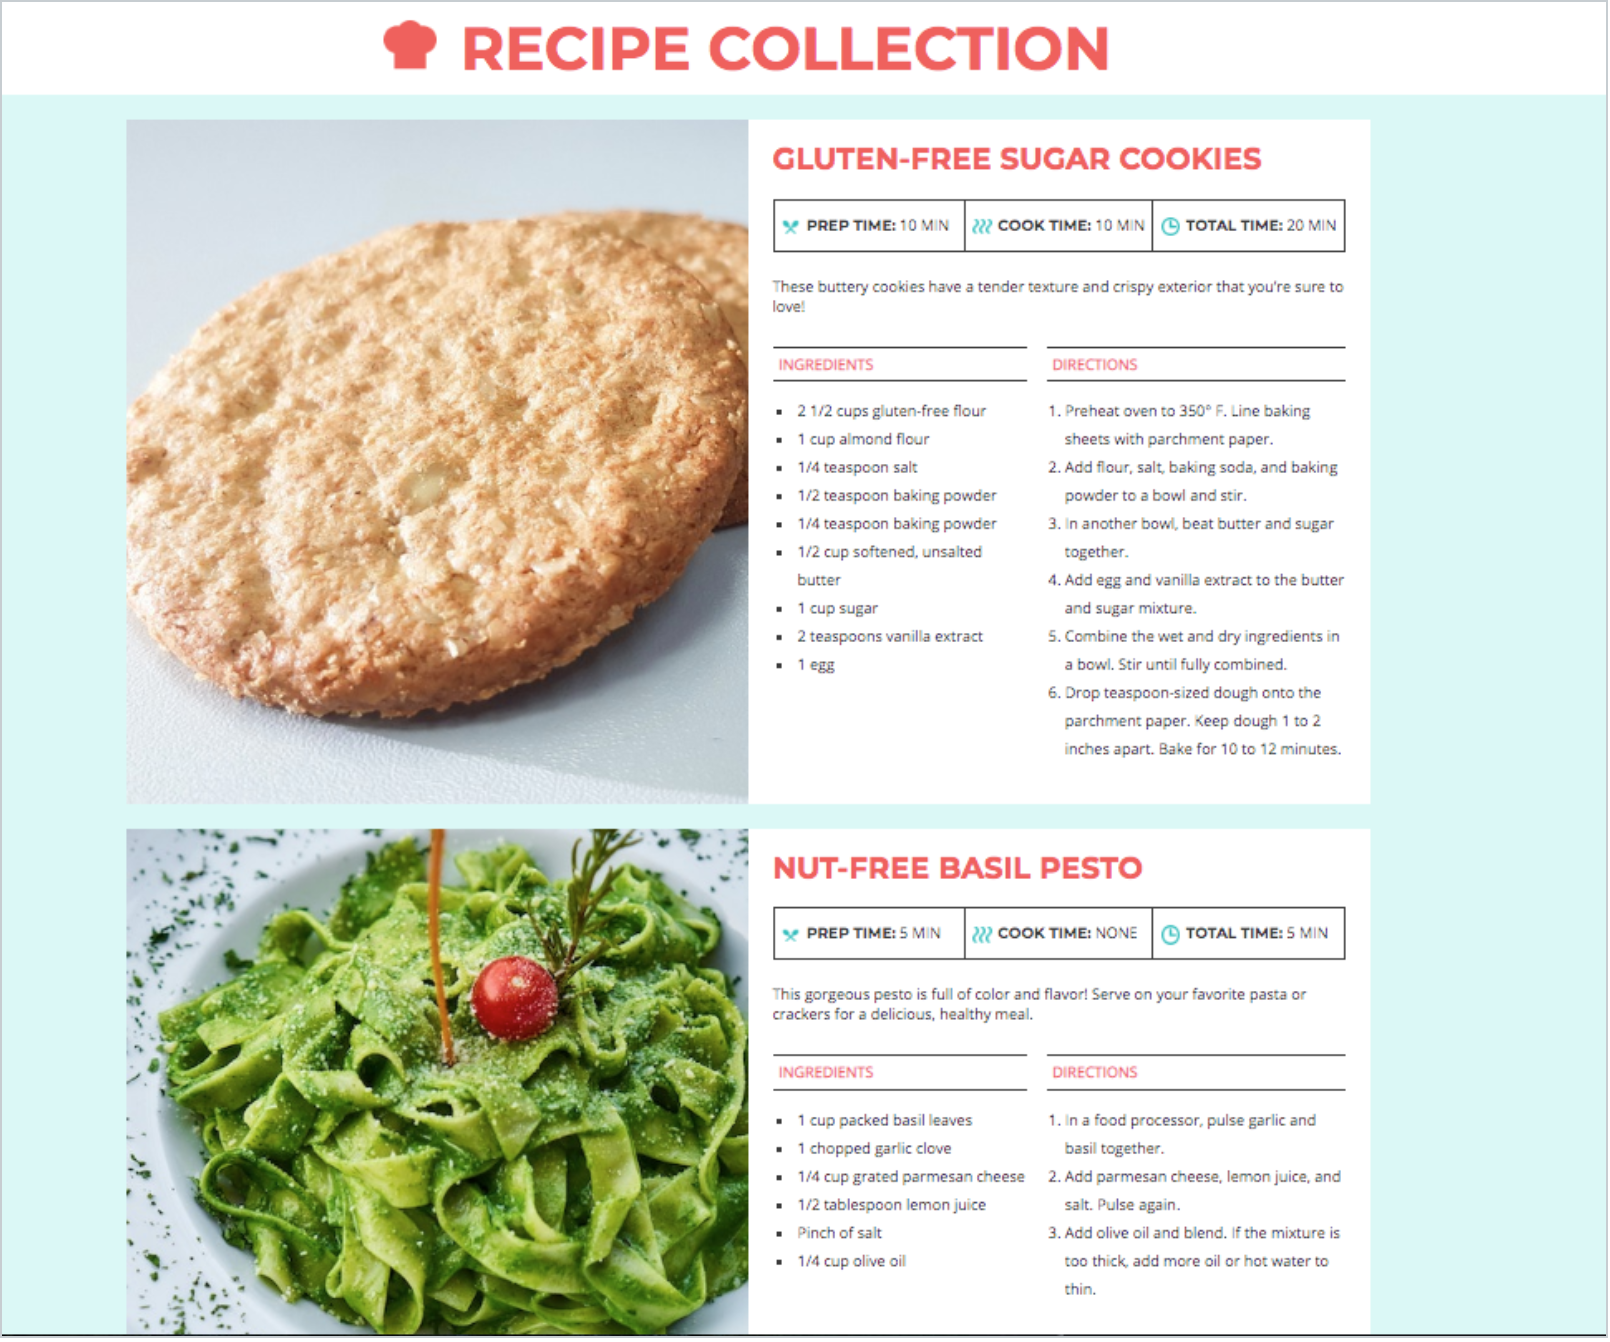 RECIPE COLLECTION
GLUTEN-FREE SUGAR COOKIES
PREP TIME: 10 MIN
COOK TIME: 10 MIN
TOTAL TIME: 20 MIN
These buttery cookies have a tender texture and crispy exterior that you're sure to
love!
INGREDIENTS
2 1/2 cups gluten-free flour
1 cup almond flour
1/4 teaspoon salt
1/2 teaspoon baking powder
1/4 teaspoon baking powder
1/2 cup softened, unsalted
butter
1 cup sugar
2 teaspoons vanilla extract
1 egg
DIRECTIONS
1. Preheat oven to 350° F. Line baking
sheets with parchment paper.
2. Add flour, salt, baking soda, and baking
powder to a bowl and stir.
3. In another bowl, beat butter and sugar
together.
4. Add egg and vanilla extract to the butter
and sugar mixture.
5. Combine the wet and dry ingredients in
a bowl. Stir until fully combined.
6. Drop teaspoon-sized dough onto the
parchment paper. Keep dough 1 to 2
inches apart. Bake for 10 to 12 minutes.
NUT-FREE BASIL PESTO
PREP TIME: 5 MIN
COOK TIME: NONE
TOTAL TIME: 5 MIN
This gorgeous pesto is full of color and flavor! Serve on your favorite pasta or
crackers for a delicious, healthy meal.
INGREDIENTS
1 cup packed basil leaves
1 chopped garlic clove
1/4 cup grated parmesan cheese
1/2 tablespoon lemon juice
Pinch of salt
1/4 cup olive oil
DIRECTIONS
1. In a food processor, pulse garlic and
basil together.
2. Add parmesan cheese, lemon juice, and
salt. Pulse again.
3. Add olive oil and blend. If the mixture is
too thick, add more oil or hot water to
thin.